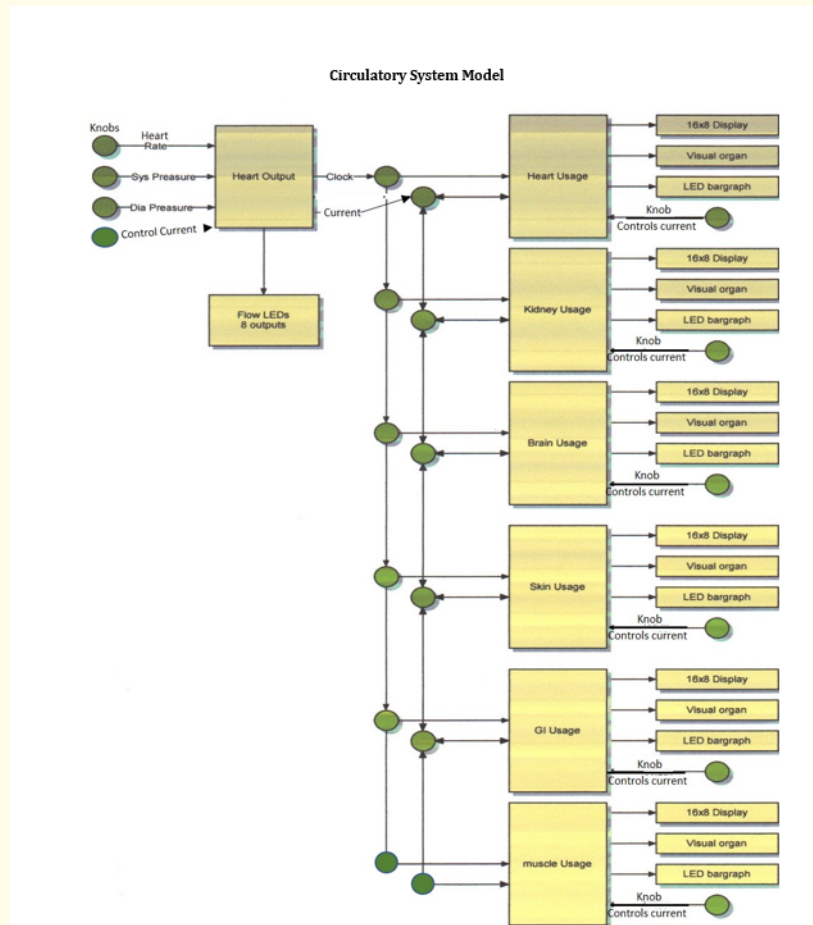 Circulatory System Model
Knobs
Heart
Rate
Sys Preasure
Dia Preasure
Control Current
Heart Output
Clock
Current
Flow LEDs
8 outputs
Heart Usage
16x8 Display
Visual organ
LED bargraph
Knob
Controls current
Kidney Usage
16x8 Display
Visual organ
LED bargraph
Knob
Controls current
Brain Usage
16x8 Display
Visual organ
LED bargraph
Knob
Controls current
Skin Usage
16x8 Display
Visual organ
LED bargraph
Knob
Controls current
GI Usage
16x8 Display
Visual organ
LED bargraph
Knob
Controls current
muscle Usage
16x8 Display
Visual organ
LED bargraph
Knob
Controls current